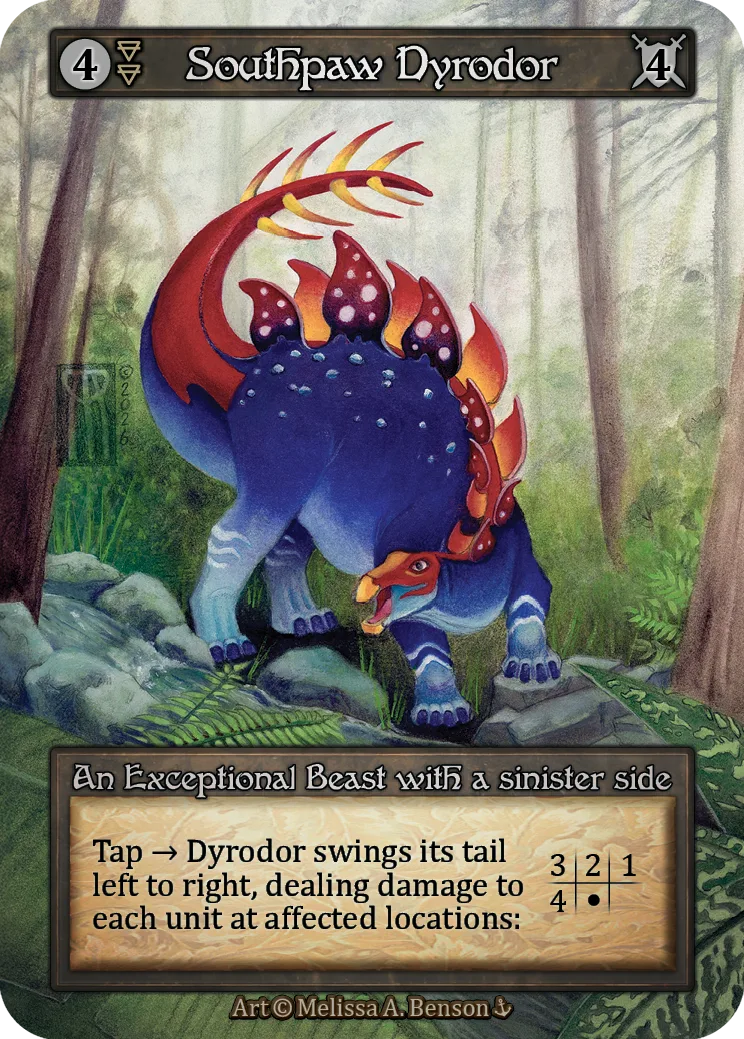 4 Southpaw Dyrodor 4
©2026
An Exceptional Beast with a sinister side
Tap → Dyrodor swings its tail
left to right, dealing damage to
each unit at affected locations:
3 2 1
4 •
Art © Melissa A. Benson